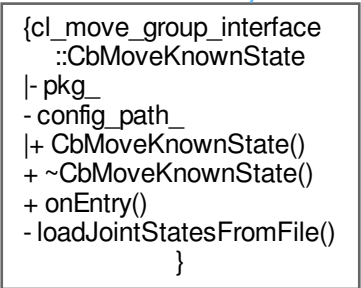 {cl_move_group_interface
::CbMoveKnownState
|- pkg_
- config_path_
|+ CbMoveKnownState()
+ ~CbMoveKnownState()
+ onEntry()
- loadJointStatesFromFile()
}